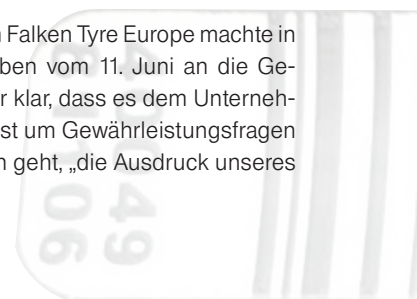 Falken Tyre Europe machte in
ben vom 11. Juni an die Ge-
r klar, dass es dem Unterneh-
st um Gewährleistungsfragen
n geht, „die Ausdruck unseres